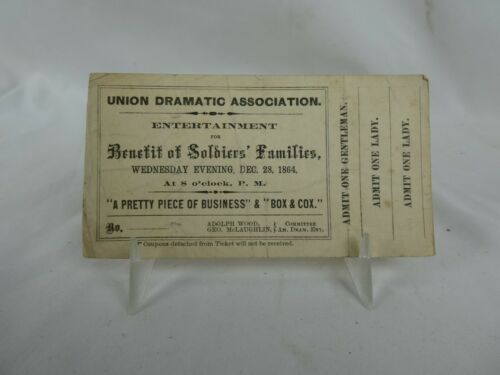 UNION DRAMATIC ASSOCIATION.
ENTERTAINMENT
FOR
Benefit of Soldiers' Families,
WEDNESDAY EVENING, DEC. 28, 1864,
At 8 o'clock, P. M.
"A PRETTY PIECE OF BUSINESS" & "BOX & COX."
No.
ADOLPH WOOD,
GEO. McLAUGHLIN,
COMMITTEE
AM. DRAM. ENT.
Coupons detached from Ticket will not be received.
ADMIT ONE GENTLEMAN.
ADMIT ONE LADY.
ADMIT ONE LADY.